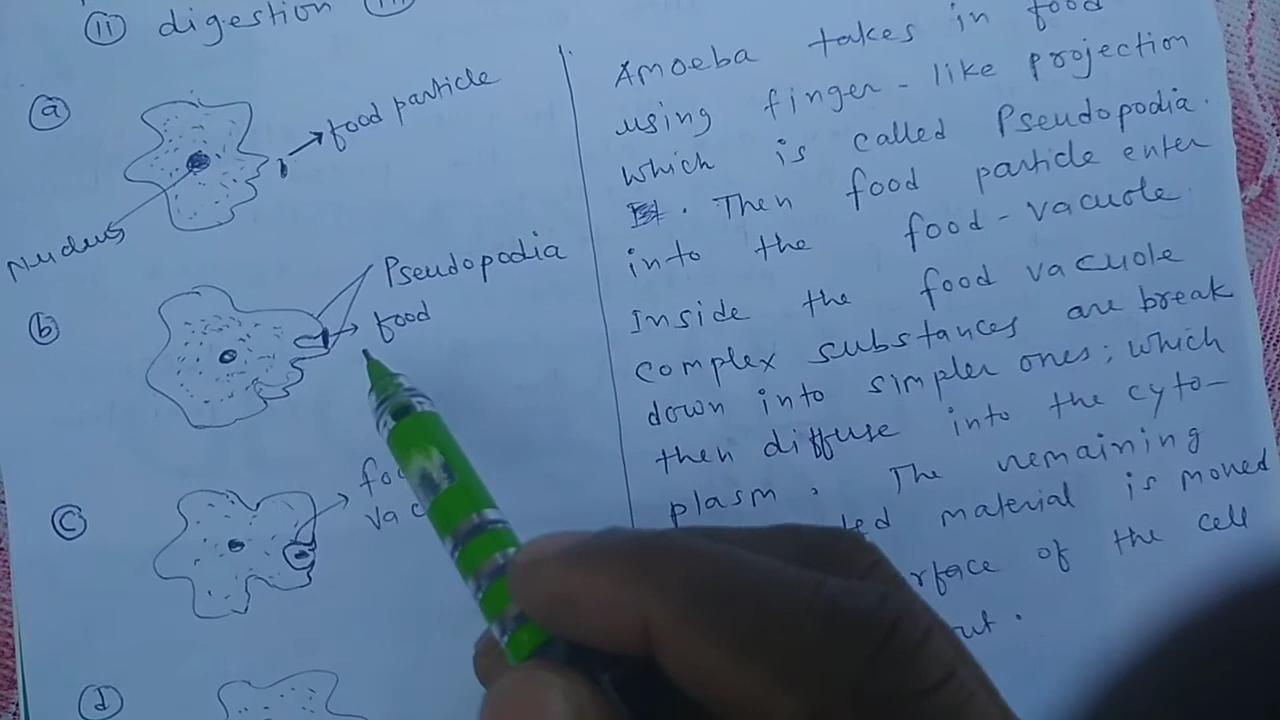 ii digestion
a
food particle
Nucleus
b
Pseudopodia
food
c
d
Amoeba takes in food
using finger-like projection
which is called Pseudopodia.
. Then food particle enter
into the food-vacuole.
Inside the food vacuole
complex substances are break
down into simpler ones; which
then diffuse into the cyto-
plasm. The remaining
material is moved
of the cell